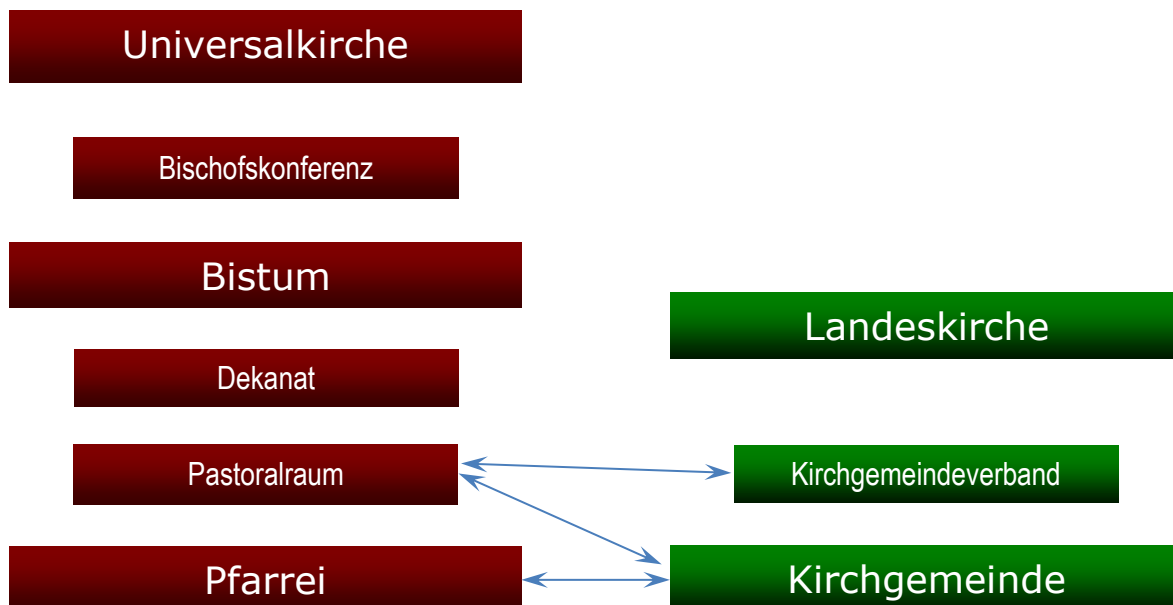 Universalkirche
Bischofskonferenz
Bistum
Landeskirche
Dekanat
Pastoralraum
Kirchgemeindeverband
Pfarrei
Kirchgemeinde